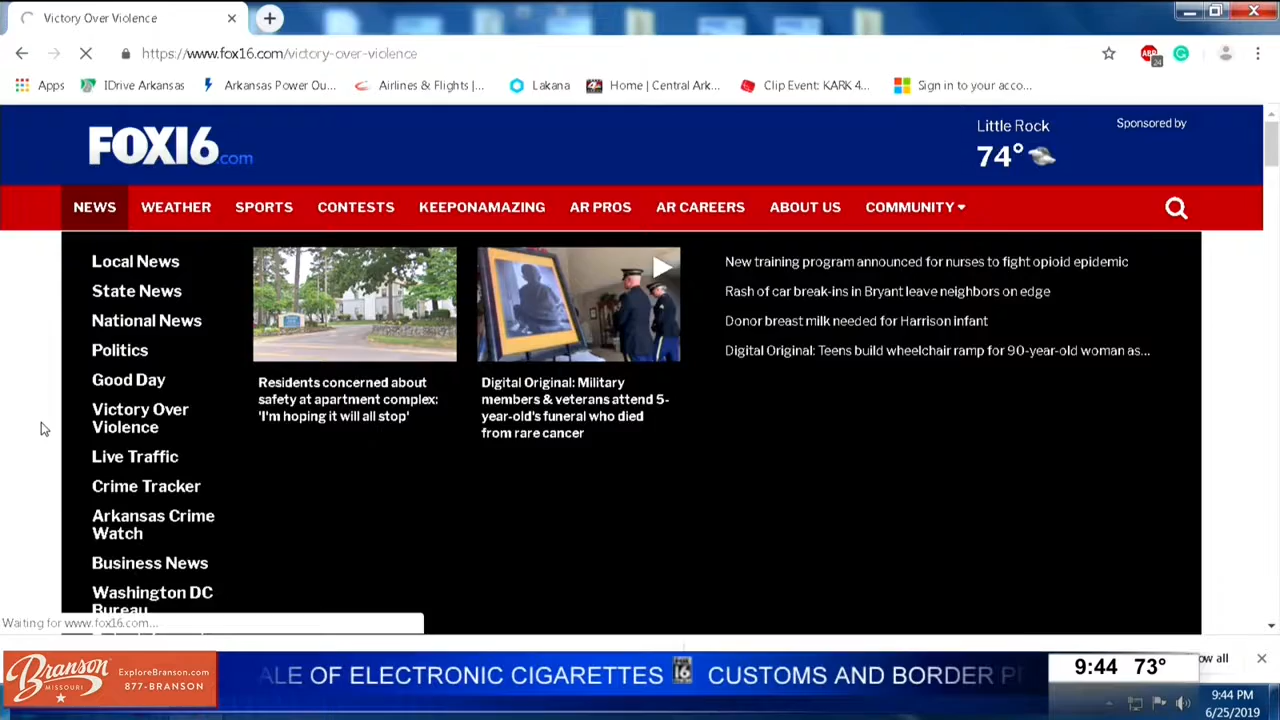 Victory Over Violence
https://www.fox16.com/victory-over-violence
ABP
24
Apps
IDrive Arkansas
Arkansas Power Ou...
Airlines & Flights |...
Lakana
Home | Central Ark...
Clip Event: KARK 4...
Sign in to your acco...
FOX16.com
Little Rock
74°
Sponsored by
NEWS
WEATHER
SPORTS
CONTESTS
KEEPONAMAZING
AR PROS
AR CAREERS
ABOUT US
COMMUNITY
Local News
State News
National News
Politics
Good Day
Victory Over
Violence
Live Traffic
Crime Tracker
Arkansas Crime
Watch
Business News
Washington DC
Bureau
Residents concerned about
safety at apartment complex:
'I'm hoping it will all stop'
Digital Original: Military
members & veterans attend 5-
year-old's funeral who died
from rare cancer
New training program announced for nurses to fight opioid epidemic
Rash of car break-ins in Bryant leave neighbors on edge
Donor breast milk needed for Harrison infant
Digital Original: Teens build wheelchair ramp for 90-year-old woman as...
Waiting for www.fox16.com...
Branson
MISSOURI
ExploreBranson.com
877-BRANSON
ALE OF ELECTRONIC CIGARETTES
CUSTOMS AND BORDER P
9:44 73°
ow all
9:44 PM
6/25/2019